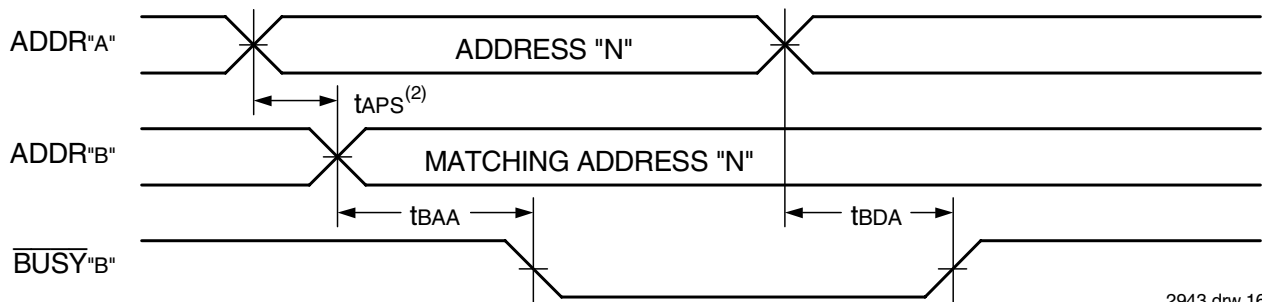 ADDR"A"
ADDRESS "N"
tAPS(2)
ADDR"B"
MATCHING ADDRESS "N"
tBAA
tBDA
BUSY"B"
2943 drw 16